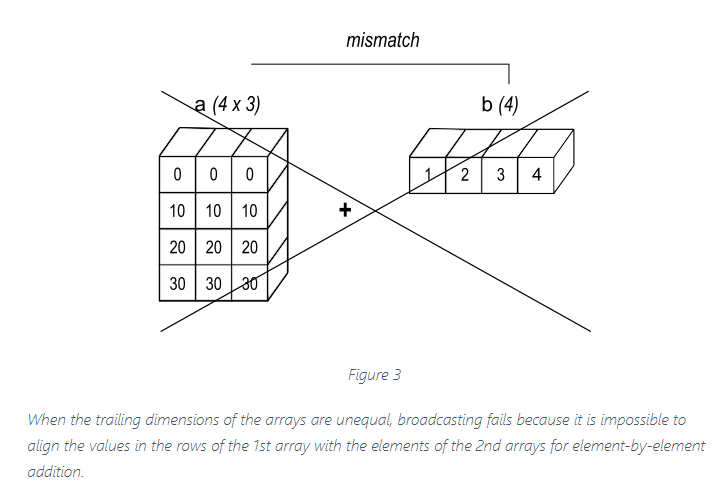 mismatch
a (4 x 3)
b (4)
0 0 0
1 2 3 4
10 10 10
+
20 20 20
30 30 30
Figure 3
When the trailing dimensions of the arrays are unequal, broadcasting fails because it is impossible to
align the values in the rows of the 1st array with the elements of the 2nd arrays for element-by-element
addition.